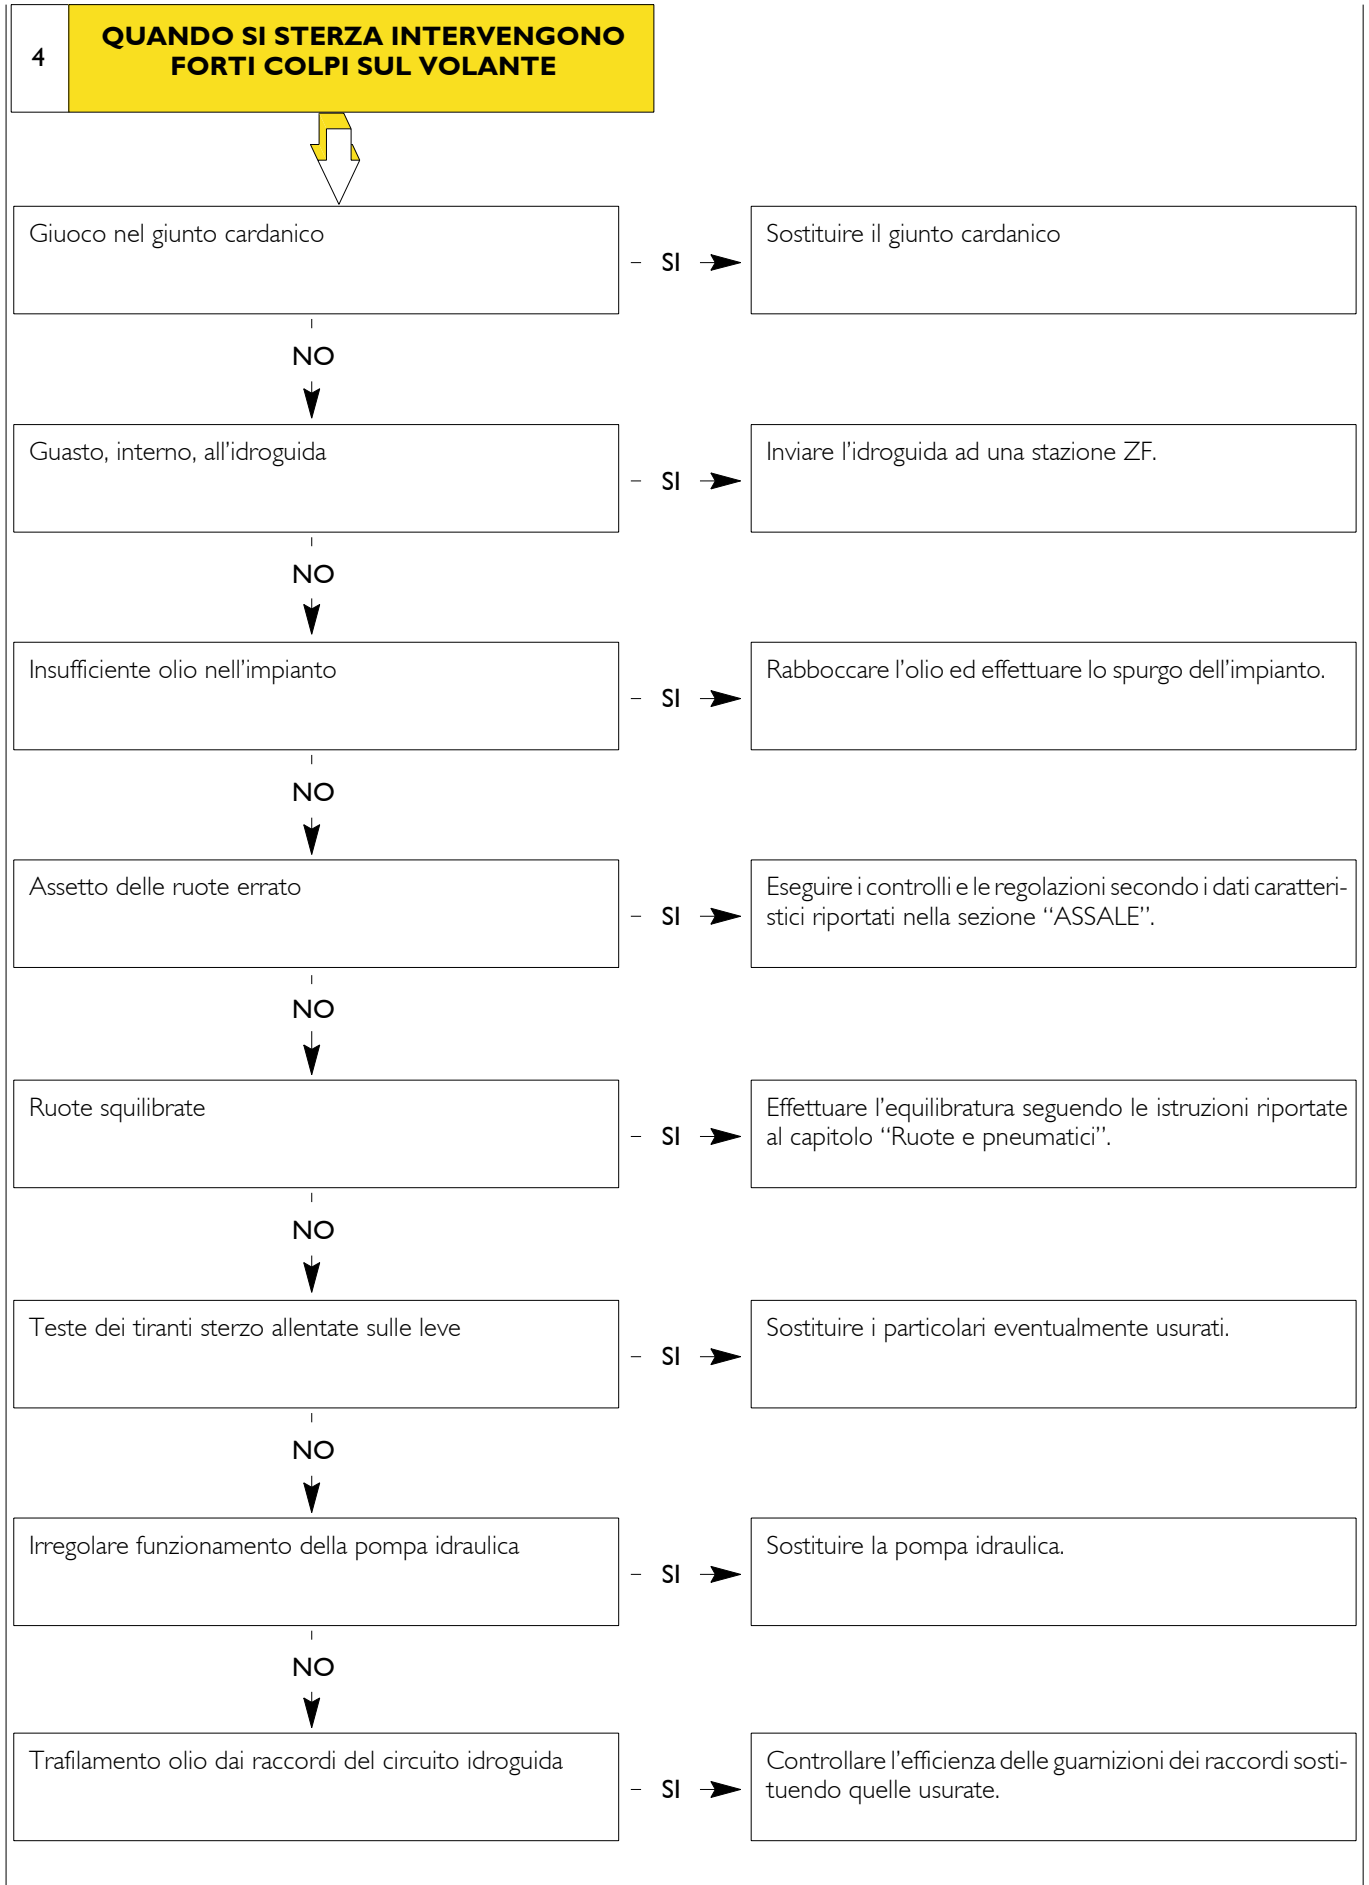 4
QUANDO SI STERZA INTERVENGONO
FORTI COLPI SUL VOLANTE
Giuoco nel giunto cardanico
SI
Sostituire il giunto cardanico
NO
Guasto, interno, all'idroguida
SI
Inviare l'idroguida ad una stazione ZF.
NO
Insufficiente olio nell'impianto
SI
Rabboccare l'olio ed effettuare lo spurgo dell'impianto.
NO
Assetto delle ruote errato
SI
Eseguire i controlli e le regolazioni secondo i dati caratteri-
stici riportati nella sezione “ASSALE”.
NO
Ruote squilibrate
SI
Effettuare l'equilibratura seguendo le istruzioni riportate
al capitolo “Ruote e pneumatici”.
NO
Teste dei tiranti sterzo allentate sulle leve
SI
Sostituire i particolari eventualmente usurati.
NO
Irregolare funzionamento della pompa idraulica
SI
Sostituire la pompa idraulica.
NO
Trafilamento olio dai raccordi del circuito idroguida
SI
Controllare l'efficienza delle guarnizioni dei raccordi sosti-
tuendo quelle usurate.